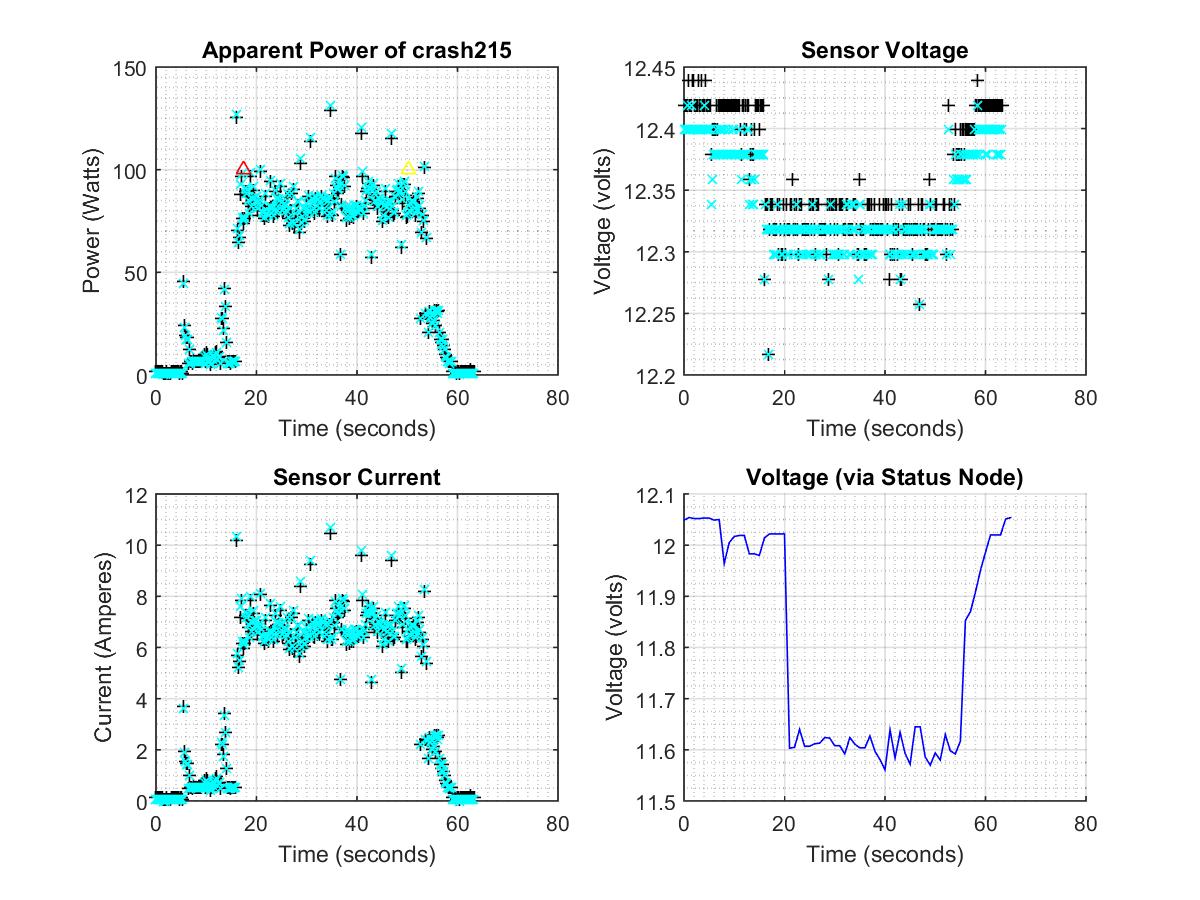 Apparent Power of crash215
150
100
50
0
Power (Watts)
0 20 40 60 80
Time (seconds)
Sensor Voltage
12.45
12.4
12.35
12.3
12.25
12.2
Voltage (volts)
0 20 40 60 80
Time (seconds)
Sensor Current
12
10
8
6
4
2
0
Current (Amperes)
0 20 40 60 80
Time (seconds)
Voltage (via Status Node)
12.1
12
11.9
11.8
11.7
11.6
11.5
Voltage (volts)
0 20 40 60 80
Time (seconds)